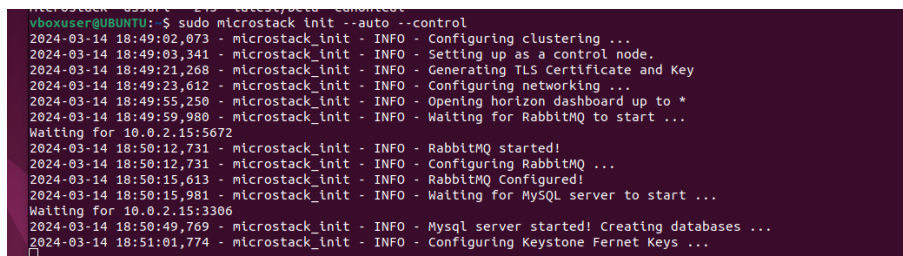 vboxuser@UBUNTU:~$ sudo microstack init --auto --control
2024-03-14 18:49:02,073 - microstack_init - INFO - Configuring clustering ...
2024-03-14 18:49:03,341 - microstack_init - INFO - Setting up as a control node.
2024-03-14 18:49:21,268 - microstack_init - INFO - Generating TLS Certificate and Key
2024-03-14 18:49:23,612 - microstack_init - INFO - Configuring networking ...
2024-03-14 18:49:55,250 - microstack_init - INFO - Opening horizon dashboard up to *
2024-03-14 18:49:59,980 - microstack_init - INFO - Waiting for RabbitMQ to start ...
Waiting for 10.0.2.15:5672
2024-03-14 18:50:12,731 - microstack_init - INFO - RabbitMQ started!
2024-03-14 18:50:12,731 - microstack_init - INFO - Configuring RabbitMQ ...
2024-03-14 18:50:15,613 - microstack_init - INFO - RabbitMQ Configured!
2024-03-14 18:50:15,981 - microstack_init - INFO - Waiting for MySQL server to start ...
Waiting for 10.0.2.15:3306
2024-03-14 18:50:49,769 - microstack_init - INFO - Mysql server started! Creating databases ...
2024-03-14 18:51:01,774 - microstack_init - INFO - Configuring Keystone Fernet Keys ...